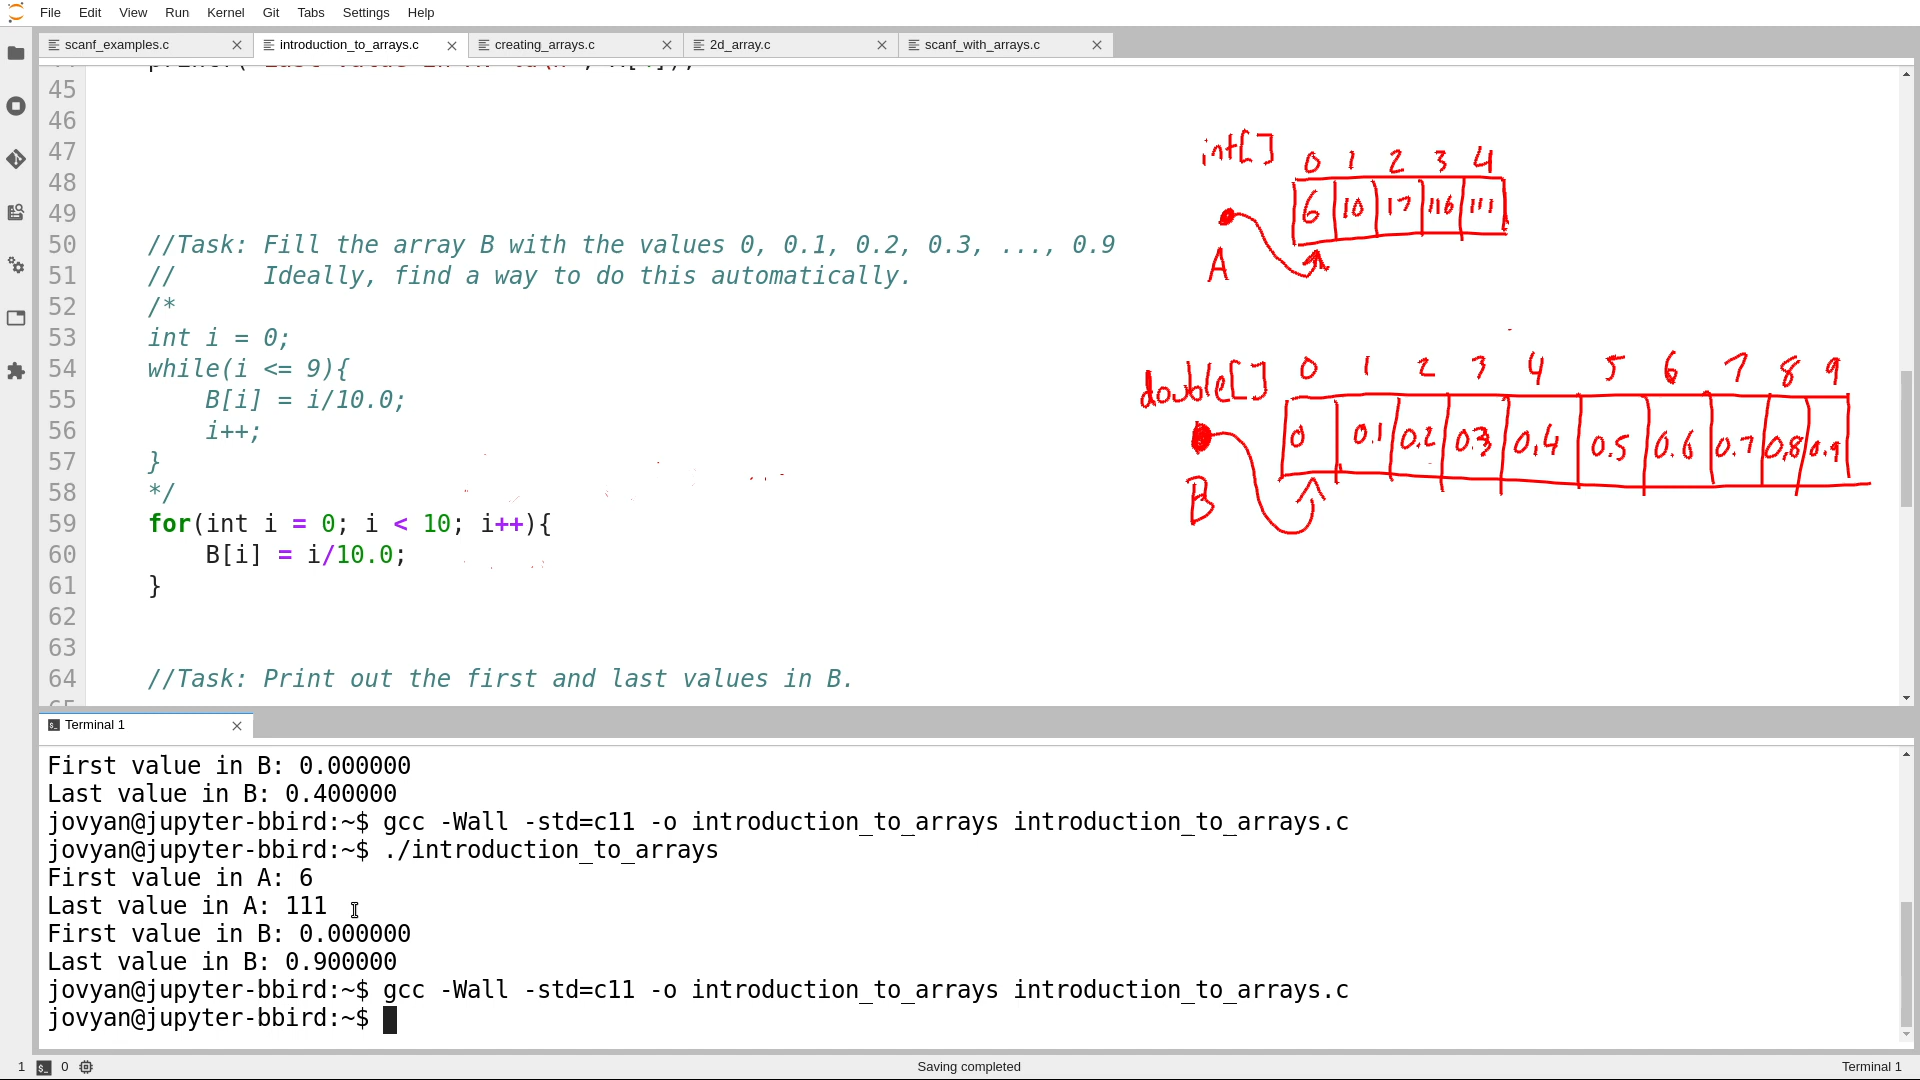 File Edit View Run Kernel Git Tabs Settings Help
scanf_examples.c introduction_to_arrays.c creating_arrays.c 2d_array.c scanf_with_arrays.c
45
46
47
48
49
50 //Task: Fill the array B with the values 0, 0.1, 0.2, 0.3, ..., 0.9
51 // Ideally, find a way to do this automatically.
52 /*
53 int i = 0;
54 while(i <= 9){
55 B[i] = i/10.0;
56 i++;
57 }
58 */
59 for(int i = 0; i < 10; i++){
60 B[i] = i/10.0;
61 }
62
63
64 //Task: Print out the first and last values in B.
int[] 0 1 2 3 4
6 10 17 116 111
A
double[] 0 1 2 3 4 5 6 7 8 9
0 0.1 0.2 0.3 0.4 0.5 0.6 0.7 0.8 0.9
B
Terminal 1
First value in B: 0.000000
Last value in B: 0.400000
jovyan@jupyter-bbird:~$ gcc -Wall -std=c11 -o introduction_to_arrays introduction_to_arrays.c
jovyan@jupyter-bbird:~$ ./introduction_to_arrays
First value in A: 6
Last value in A: 111
First value in B: 0.000000
Last value in B: 0.900000
jovyan@jupyter-bbird:~$ gcc -Wall -std=c11 -o introduction_to_arrays introduction_to_arrays.c
jovyan@jupyter-bbird:~$
1 0 Saving completed Terminal 1